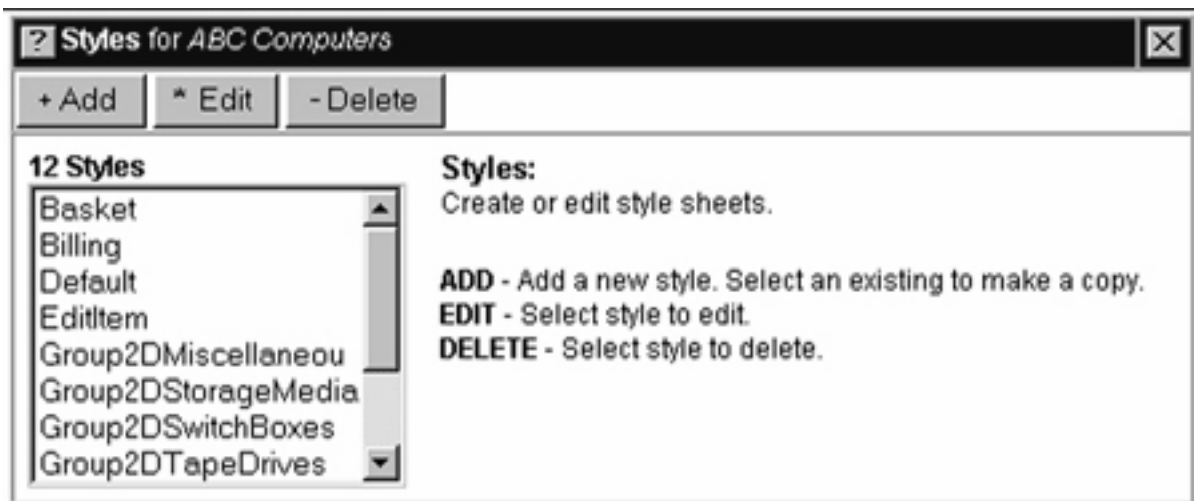 ? Styles for ABC Computers
+ Add * Edit - Delete
12 Styles
Basket
Billing
Default
EditItem
Group2DMiscellaneou
Group2DStorageMedia
Group2DSwitchBoxes
Group2DTapeDrives
Styles:
Create or edit style sheets.
ADD - Add a new style. Select an existing to make a copy.
EDIT - Select style to edit.
DELETE - Select style to delete.